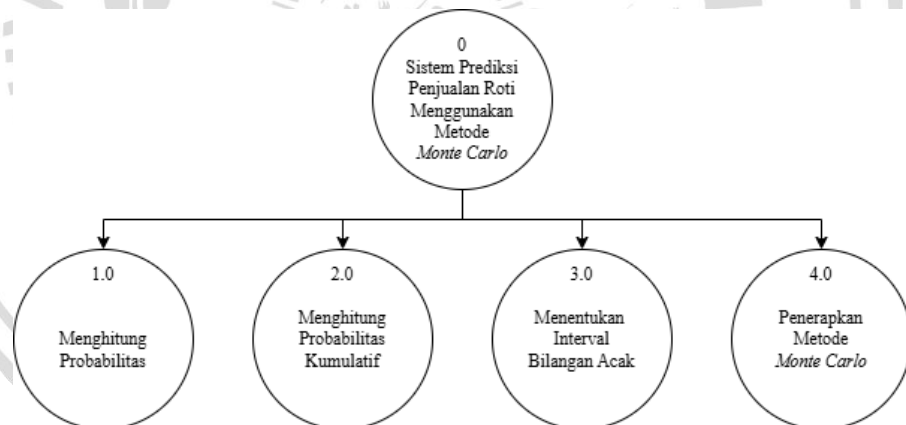 0
Sistem Prediksi
Penjualan Roti
Menggunakan
Metode
Monte Carlo
1.0
Menghitung
Probabilitas
2.0
Menghitung
Probabilitas
Kumulatif
3.0
Menentukan
Interval
Bilangan Acak
4.0
Penerapkan
Metode
Monte Carlo